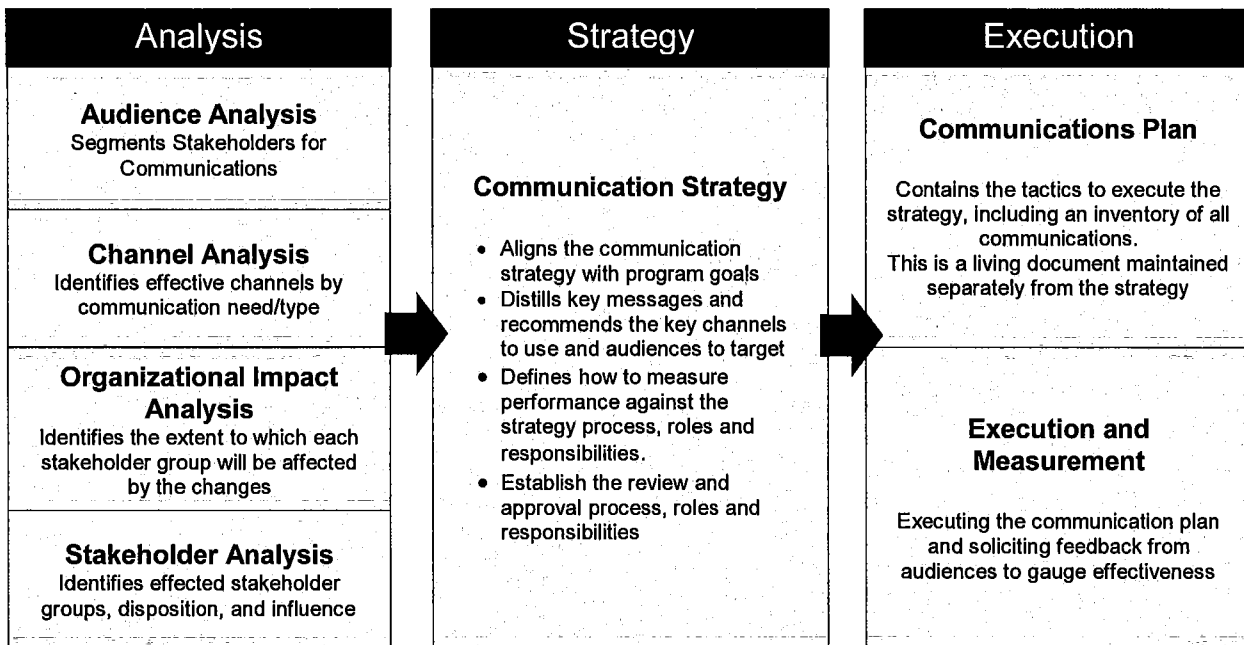 Analysis
Audience Analysis
Segments Stakeholders for
Communications
Channel Analysis
Identifies effective channels by
communication need/type
Organizational Impact
Analysis
Identifies the extent to which each
stakeholder group will be affected
by the changes
Stakeholder Analysis
Identifies effected stakeholder
groups, disposition, and influence
Strategy
Communication Strategy
• Aligns the communication
strategy with program goals
• Distills key messages and
recommends the key channels
to use and audiences to target
• Defines how to measure
performance against the
strategy process, roles and
responsibilities.
• Establish the review and
approval process, roles and
responsibilities
Execution
Communications Plan
Contains the tactics to execute the
strategy, including an inventory of all
communications.
This is a living document maintained
separately from the strategy
Execution and
Measurement
Executing the communication plan
and soliciting feedback from
audiences to gauge effectiveness